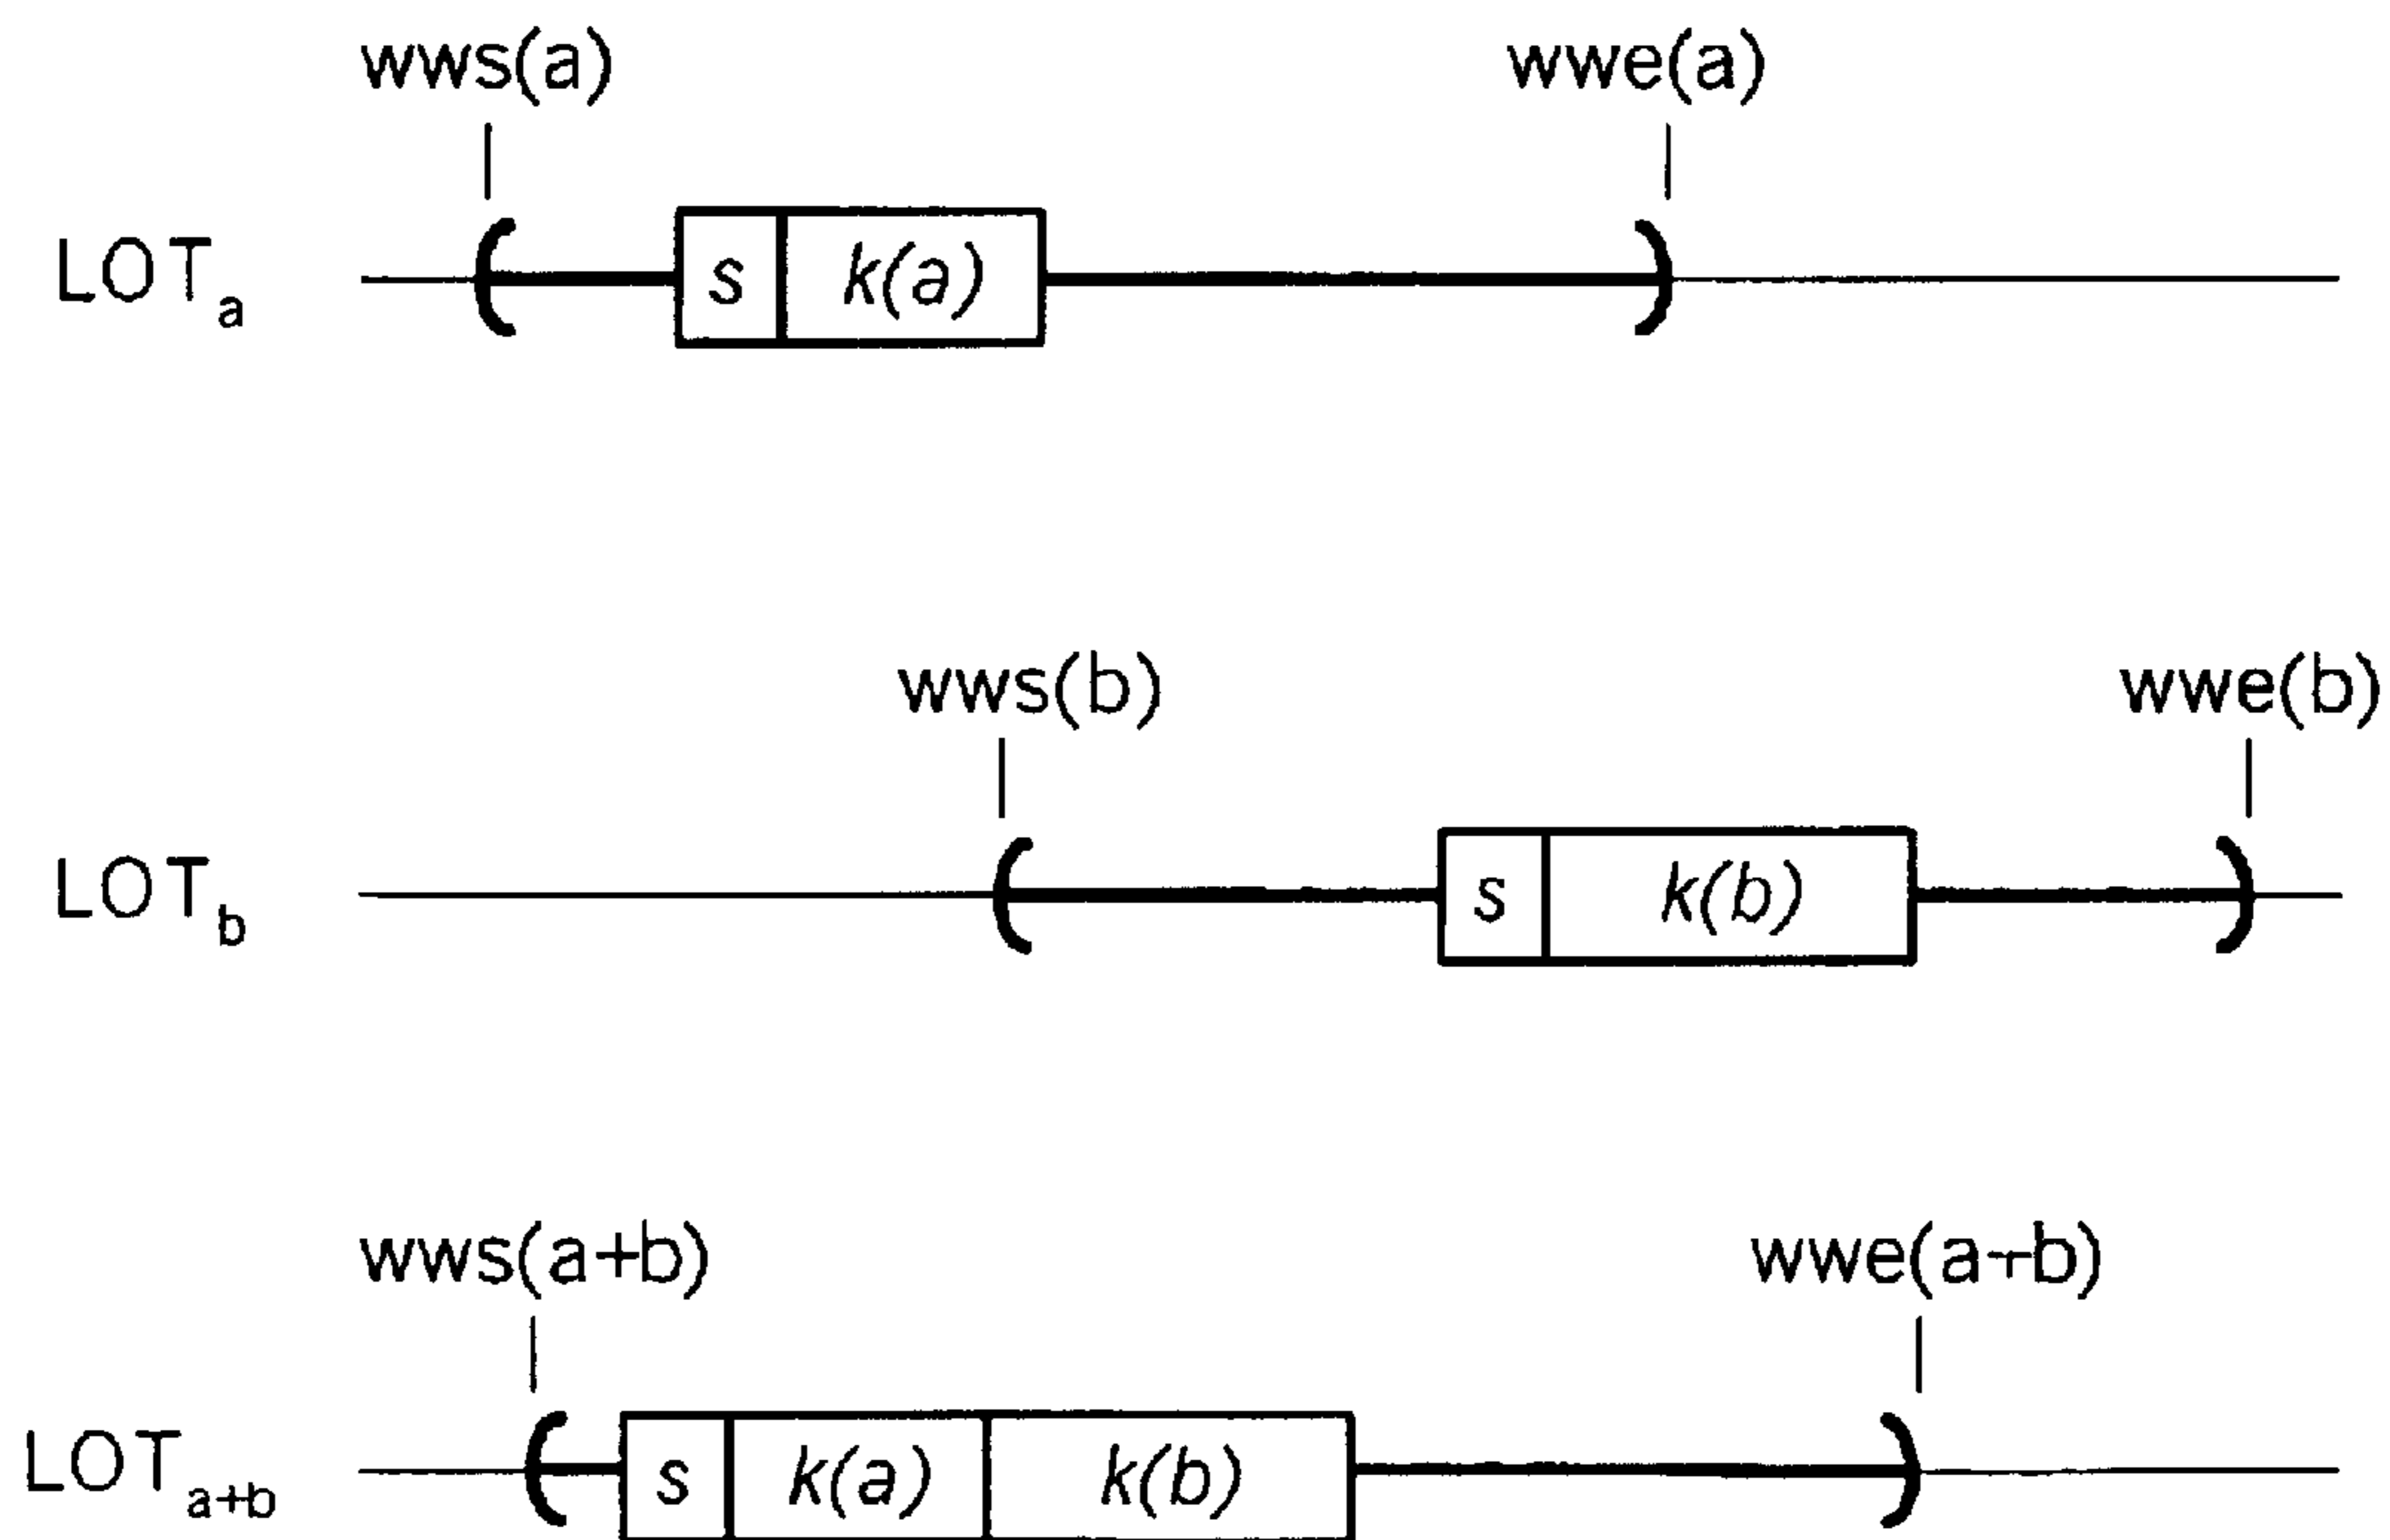 wws(a) wwe(a)
LOTa s k(a)
wws(b) wwe(b)
LOTb s k(b)
wws(a+b) wwe(a+b)
LOTa+b s k(a) k(b)